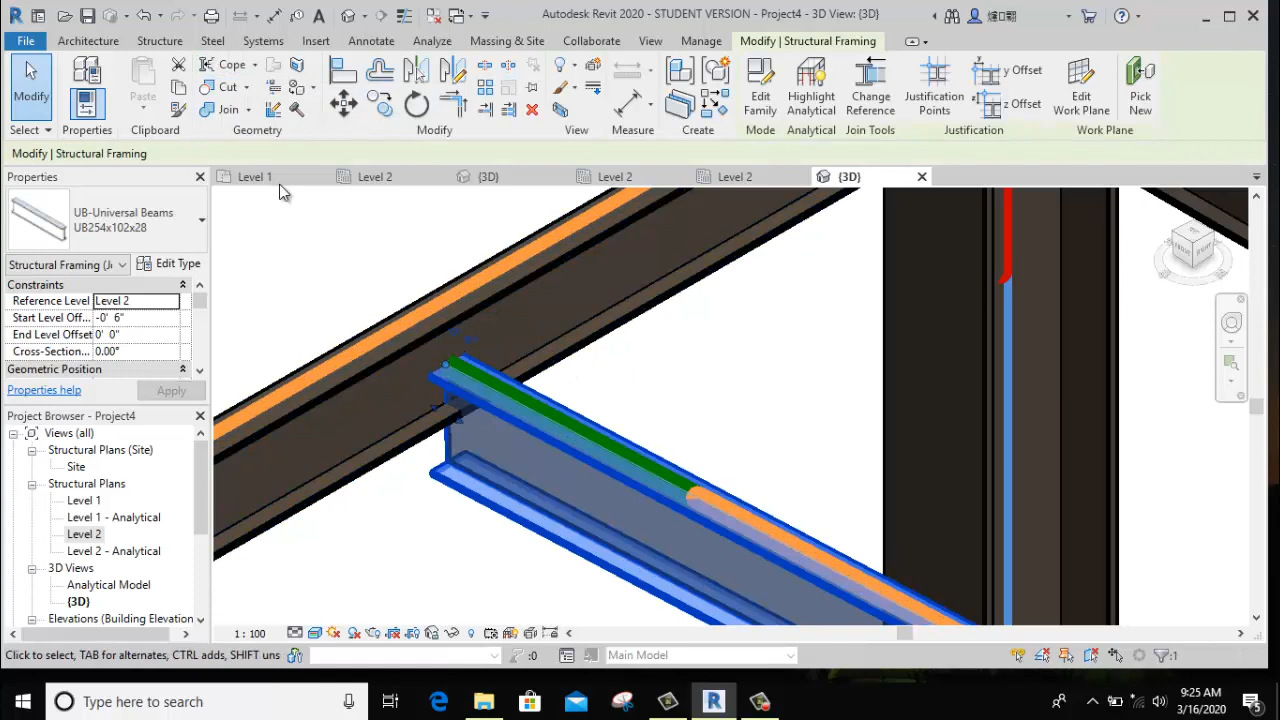 Autodesk Revit 2020 - STUDENT VERSION - Project4 - 3D View: {3D}
File Architecture Structure Steel Systems Insert Annotate Analyze Massing & Site Collaborate View Manage Modify | Structural Framing
Modify
Paste
Cope
Cut
Join
Edit Family
Highlight Analytical
Change Reference
Justification Points
y Offset
z Offset
Edit Work Plane
Pick New
Select Properties Clipboard Geometry Modify View Measure Create Mode Analytical Join Tools Justification Work Plane
Modify | Structural Framing
Properties
Level 1 Level 2 {3D} Level 2 Level 2 {3D}
UB-Universal Beams
UB254x102x28
Structural Framing (J Edit Type
Constraints
Reference Level Level 2
Start Level Off... -0' 6"
End Level Offset 0' 0"
Cross-Section... 0.00"
Geometric Position
Properties help Apply
Project Browser - Project4
Views (all)
Structural Plans (Site)
Site
Structural Plans
Level 1
Level 1 - Analytical
Level 2
Level 2 - Analytical
3D Views
Analytical Model
{3D}
Elevations (Building Elevation
1 : 100
Click to select, TAB for alternates, CTRL adds, SHIFT uns :0 Main Model :1
Type here to search
9:25 AM
3/16/2020
5